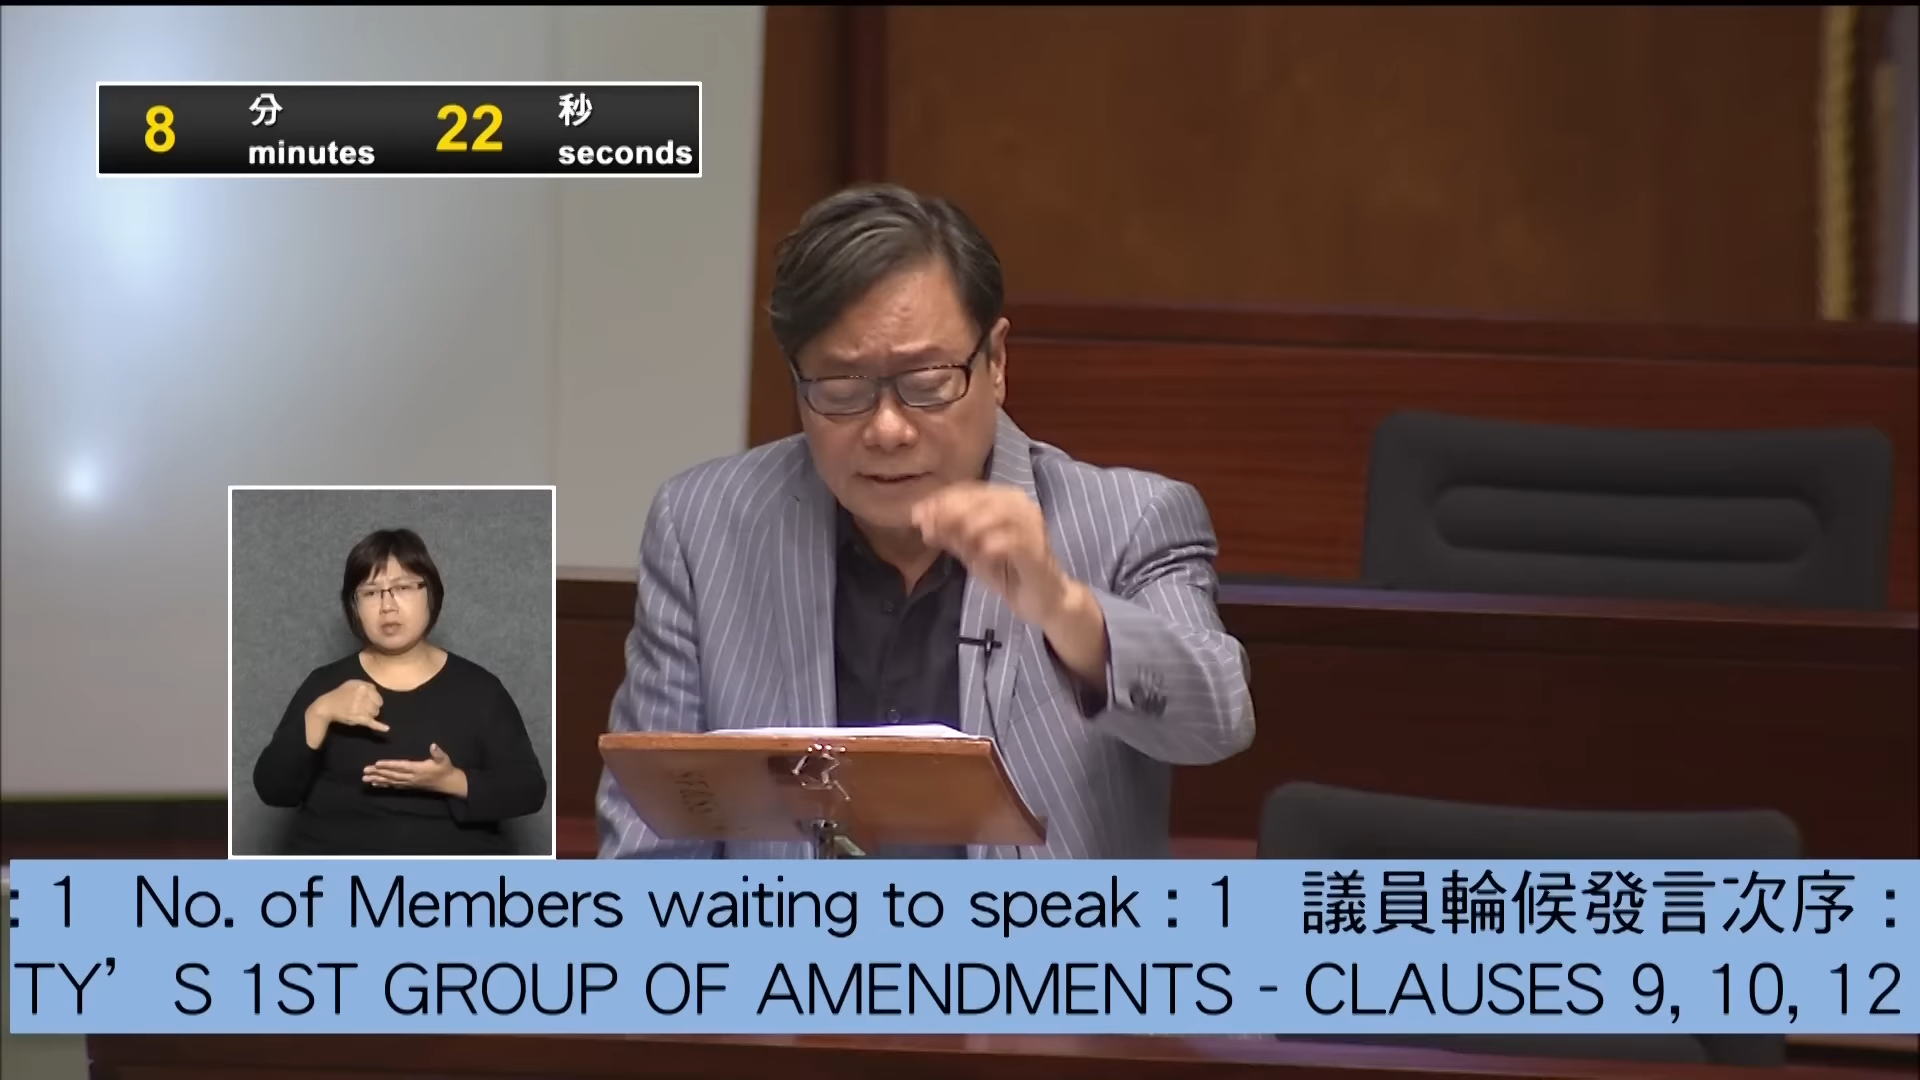 8 分 22 秒
minutes seconds
: 1 No. of Members waiting to speak : 1 議員輪候發言次序 :
TY’S 1ST GROUP OF AMENDMENTS - CLAUSES 9, 10, 12